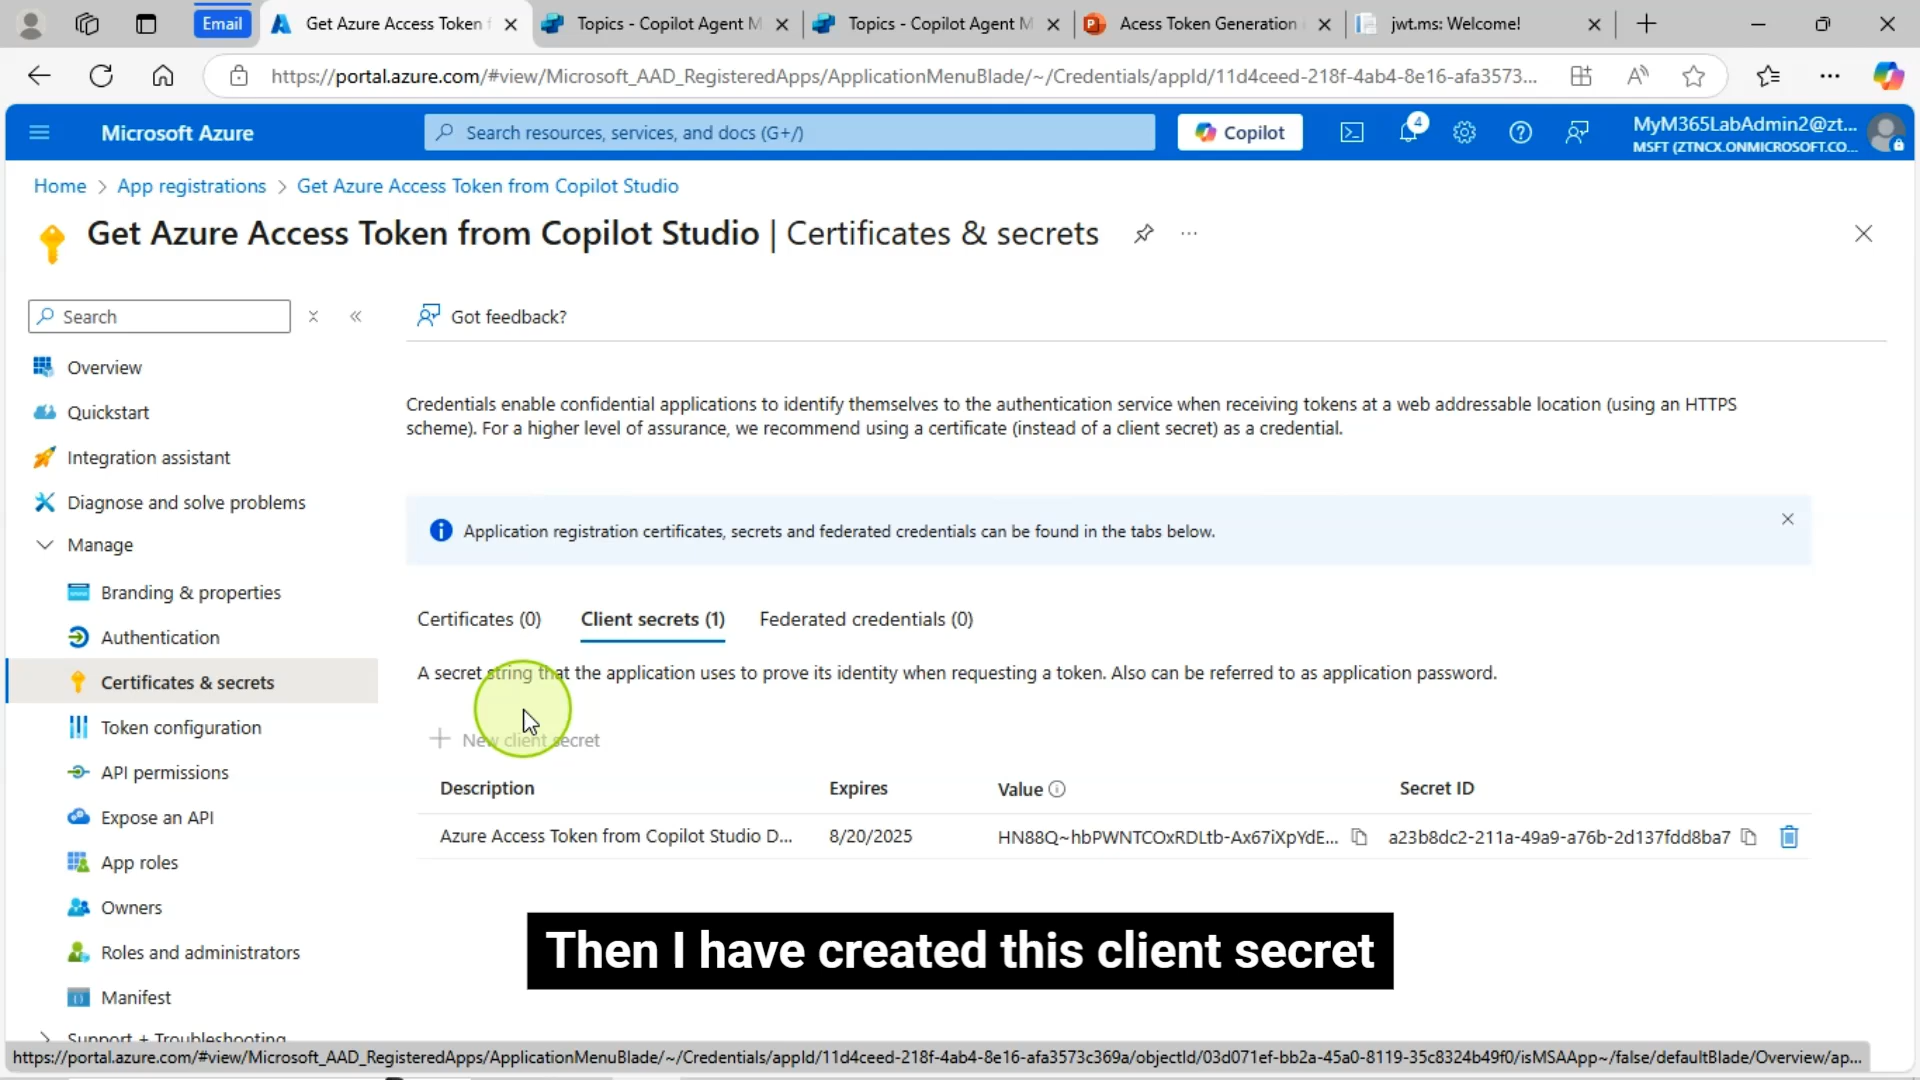 Email
Get Azure Access Token f
Topics - Copilot Agent M
Topics - Copilot Agent M
Acess Token Generation
jwt.ms: Welcome!
https://portal.azure.com/#view/Microsoft_AAD_RegisteredApps/ApplicationMenuBlade/~/Credentials/appId/11d4ceed-218f-4ab4-8e16-afa3573...
Microsoft Azure
Search resources, services, and docs (G+/)
Copilot
4
MyM365LabAdmin2@zt...
MSFT (ZTNCX.ONMICROSOFT.CO...
Home > App registrations > Get Azure Access Token from Copilot Studio
Get Azure Access Token from Copilot Studio | Certificates & secrets
Search
Got feedback?
Overview
Quickstart
Integration assistant
Diagnose and solve problems
Manage
Branding & properties
Authentication
Certificates & secrets
Token configuration
API permissions
Expose an API
App roles
Owners
Roles and administrators
Manifest
Support + Troubleshooting
Credentials enable confidential applications to identify themselves to the authentication service when receiving tokens at a web addressable location (using an HTTPS
scheme). For a higher level of assurance, we recommend using a certificate (instead of a client secret) as a credential.
Application registration certificates, secrets and federated credentials can be found in the tabs below.
Certificates (0)
Client secrets (1)
Federated credentials (0)
A secret string that the application uses to prove its identity when requesting a token. Also can be referred to as application password.
New client secret
Description
Expires
Value
Secret ID
Azure Access Token from Copilot Studio D...
8/20/2025
HN88Q~hbPWNTCOxRDLtb-Ax67iXpYdE...
a23b8dc2-211a-49a9-a76b-2d137fdd8ba7
Then I have created this client secret
https://portal.azure.com/#view/Microsoft_AAD_RegisteredApps/ApplicationMenuBlade/~/Credentials/appId/11d4ceed-218f-4ab4-8e16-afa3573c369a/objectId/03d071ef-bb2a-45a0-8119-35c8324b49f0/isMSAApp~/false/defaultBlade/Overview/ap...